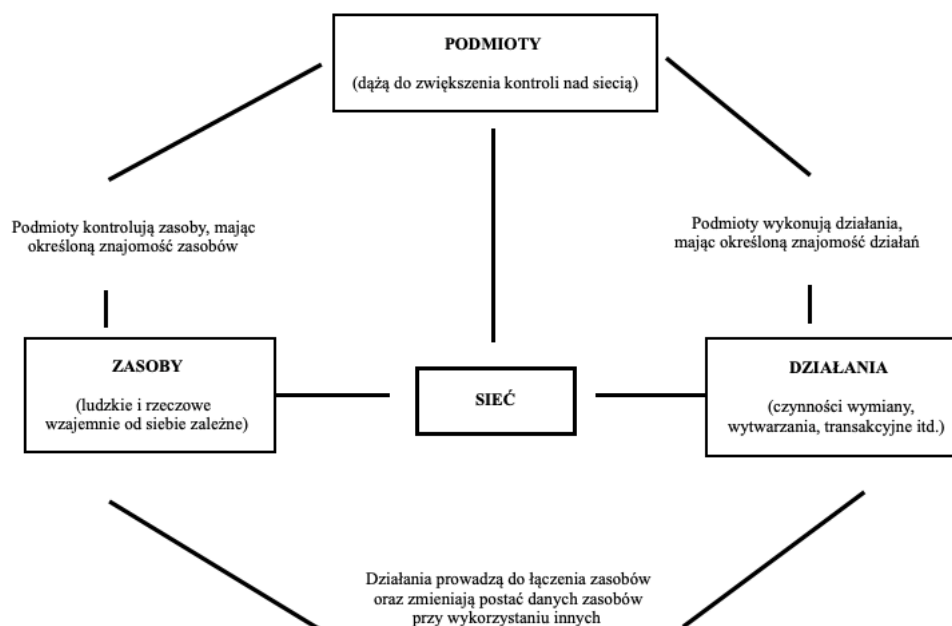 PODMIOTY
(dążą do zwiększenia kontroli nad siecią)
Podmioty kontrolują zasoby, mając
określoną znajomość zasobów
Podmioty wykonują działania,
mając określoną znajomość działań
ZASOBY
(ludzkie i rzeczowe
wzajemnie od siebie zależne)
SIEĆ
DZIAŁANIA
(czynności wymiany,
wytwarzania, transakcyjne itd.)
Działania prowadzą do łączenia zasobów
oraz zmieniają postać danych zasobów
przy wykorzystaniu innych